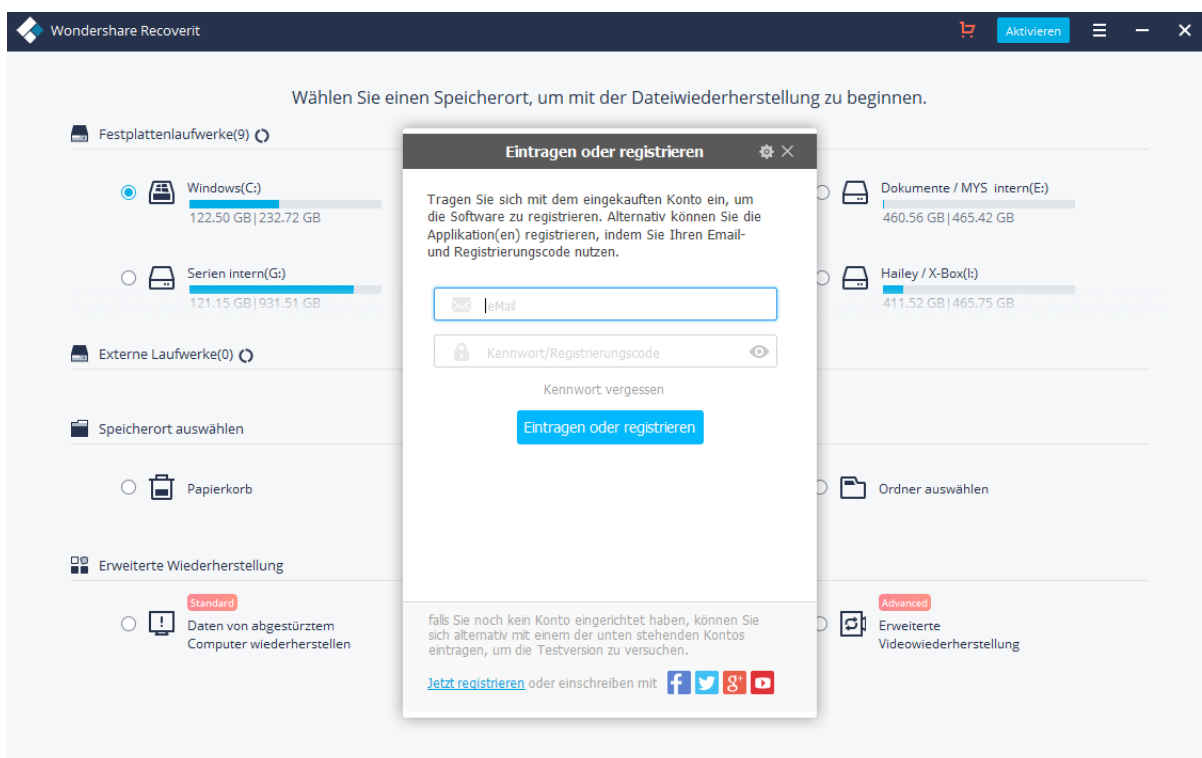 Wondershare Recoverit
Aktivieren
Wählen Sie einen Speicherort, um mit der Dateiwiederherstellung zu beginnen.
Festplattenlaufwerke(9)
Windows(C:)
122.50 GB|232.72 GB
Dokumente / MYS intern(E:)
460.56 GB|465.42 GB
Serien intern(G:)
121.15 GB|931.51 GB
Hailey / X-Box(I:)
411.52 GB|465.75 GB
Externe Laufwerke(0)
Speicherort auswählen
Papierkorb
Ordner auswählen
Erweiterte Wiederherstellung
Standard
Daten von abgestürztem
Computer wiederherstellen
Advanced
Erweiterte
Videowiederherstellung
Eintragen oder registrieren
Tragen Sie sich mit dem eingekauften Konto ein, um
die Software zu registrieren. Alternativ können Sie die
Applikation(en) registrieren, indem Sie Ihren Email-
und Registrierungscode nutzen.
eMail
Kennwort/Registrierungscode
Kennwort vergessen
Eintragen oder registrieren
falls Sie noch kein Konto eingerichtet haben, können Sie
sich alternativ mit einem der unten stehenden Kontos
eintragen, um die Testversion zu versuchen.
Jetzt registrieren oder einschreiben mit